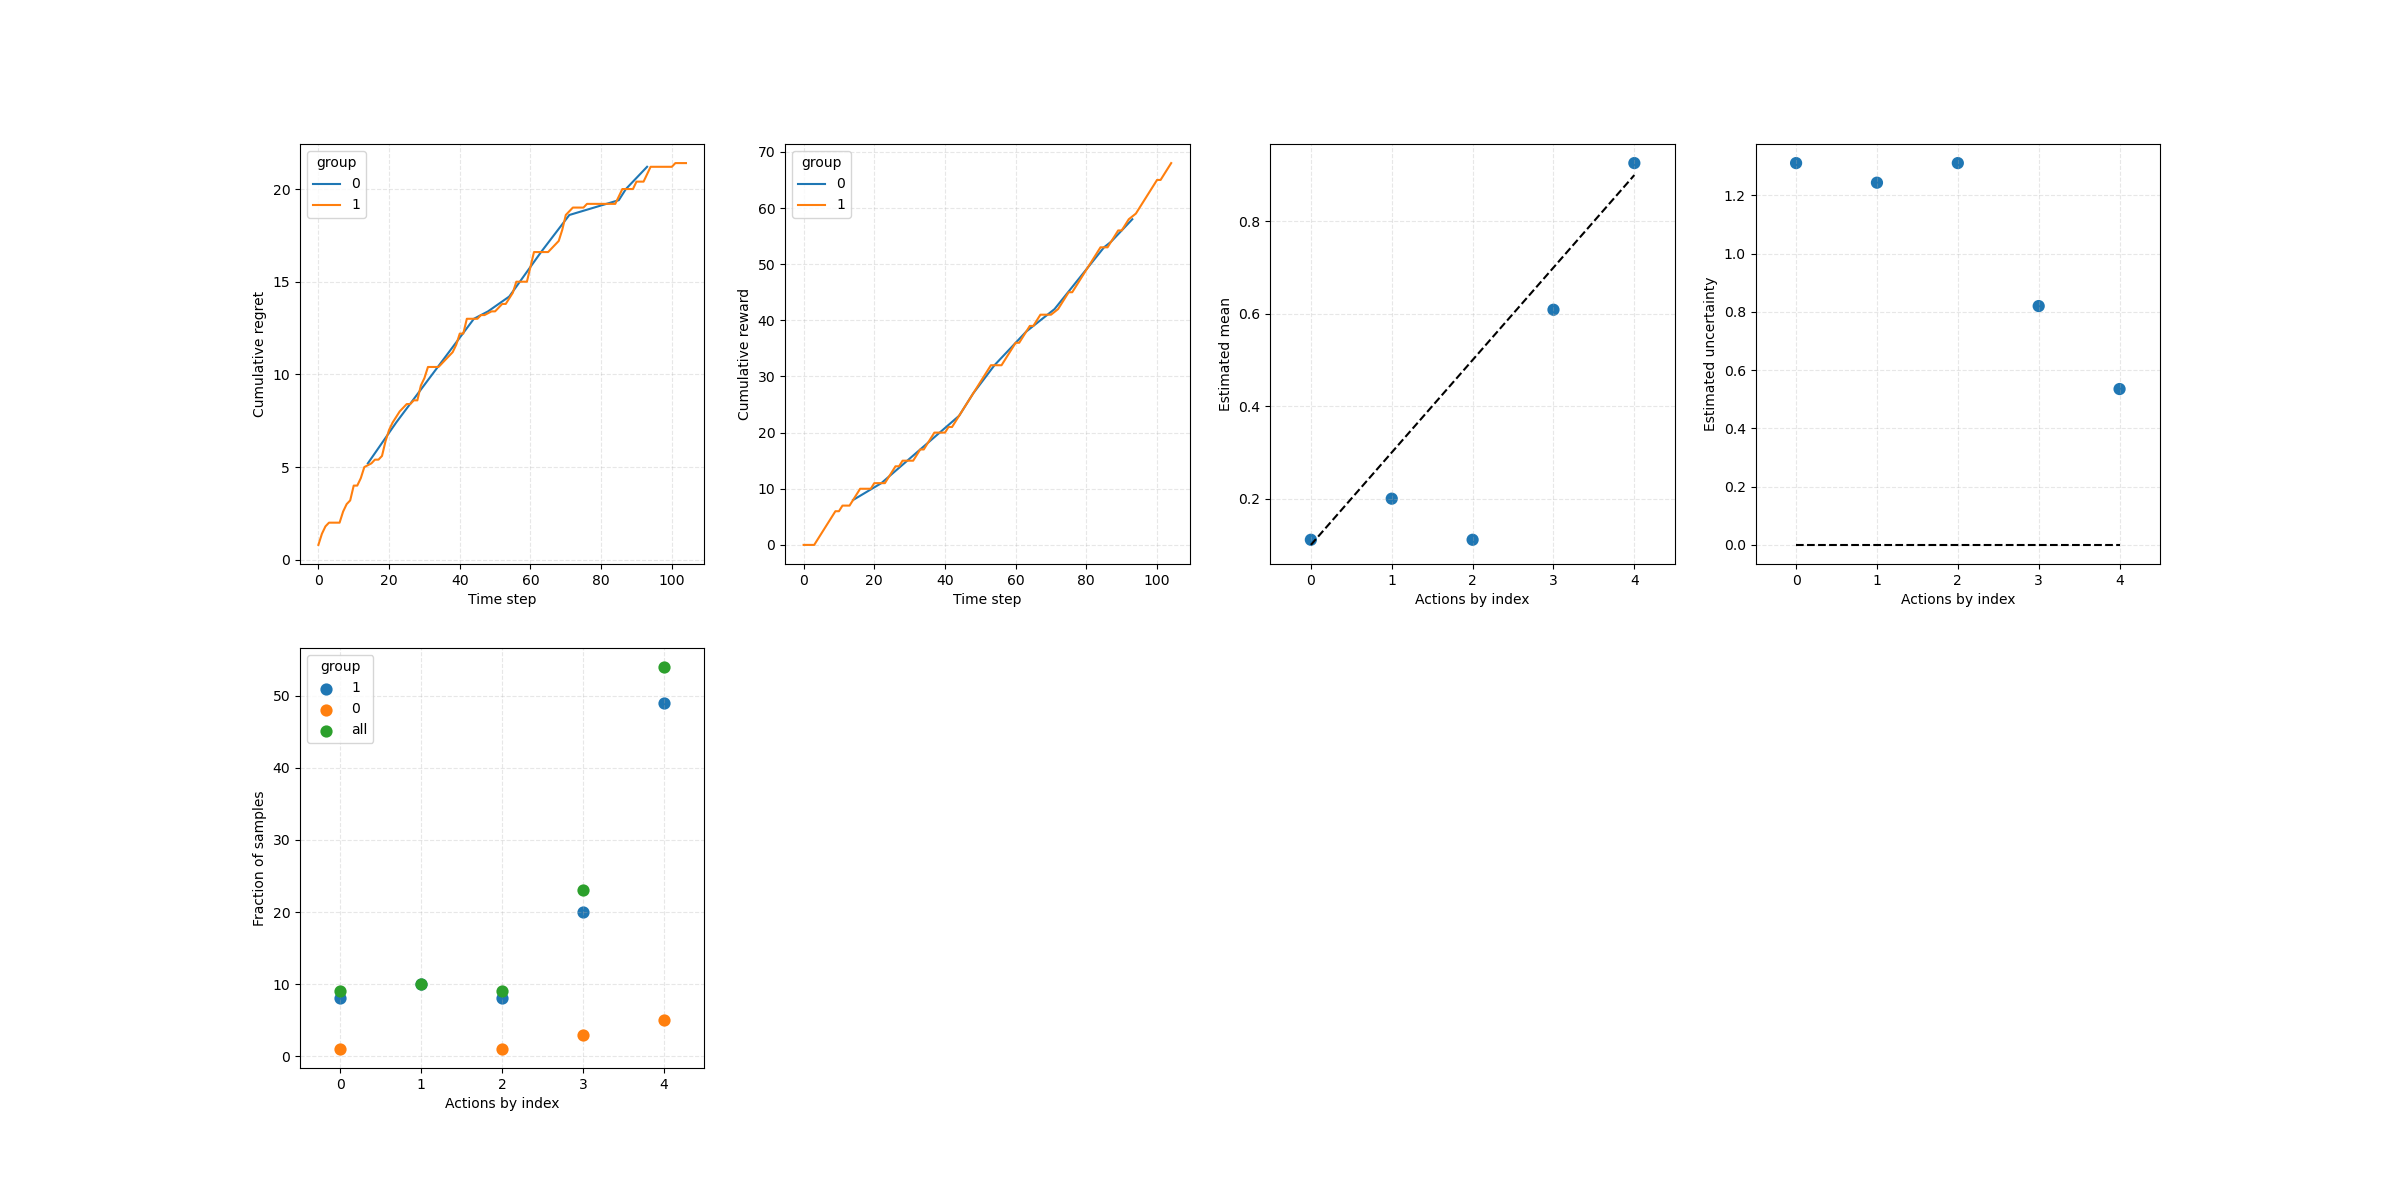 group
0
1
20
15
10
5
0
Cumulative regret
0 20 40 60 80 100
Time step
group
0
1
70
60
50
40
30
20
10
0
Cumulative reward
0 20 40 60 80 100
Time step
0.8
0.6
0.4
0.2
Estimated mean
0 1 2 3 4
Actions by index
1.2
1.0
0.8
0.6
0.4
0.2
0.0
Estimated uncertainty
0 1 2 3 4
Actions by index
group
1
0
all
50
40
30
20
10
0
Fraction of samples
0 1 2 3 4
Actions by index